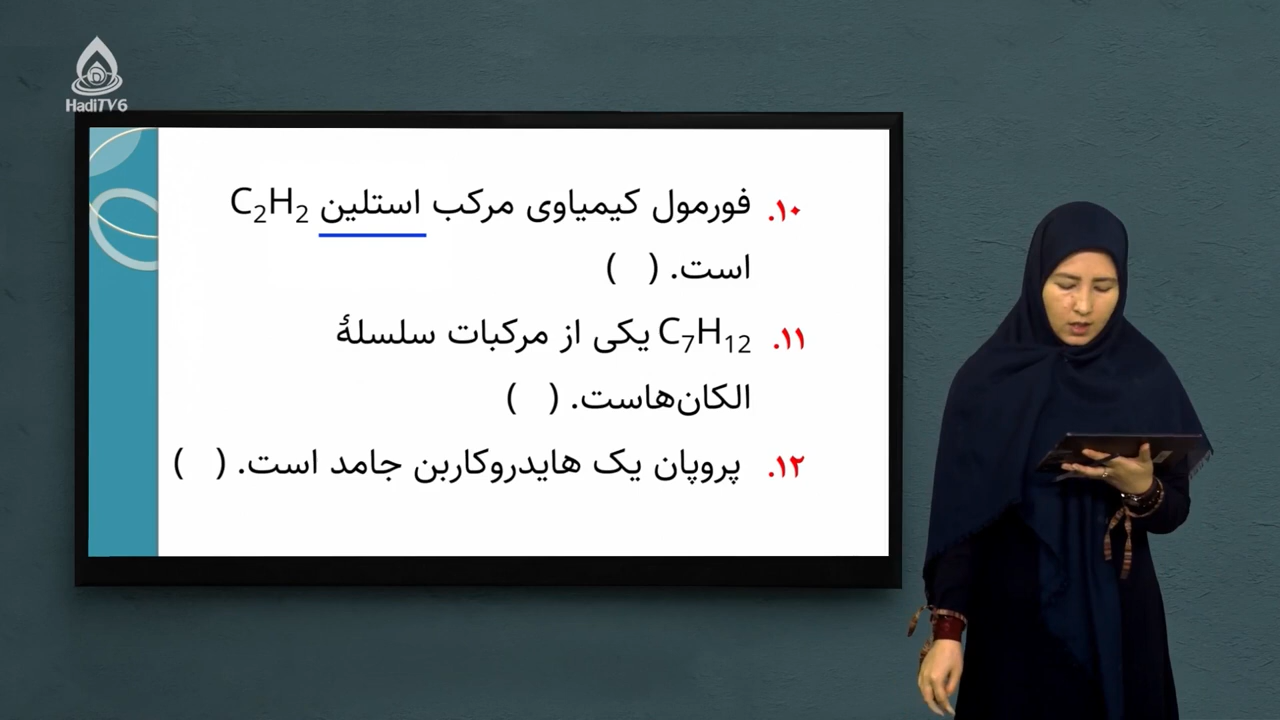 HadiTV6
۱۰. فورمول کیمیاوی مرکب استلین C₂H₂
است. (  )
۱۱. C₇H₁₂ یکی از مرکبات سلسلهٔ
الکان‌هاست. (  )
۱۲. پروپان یک هایدروکاربن جامد است. (  )